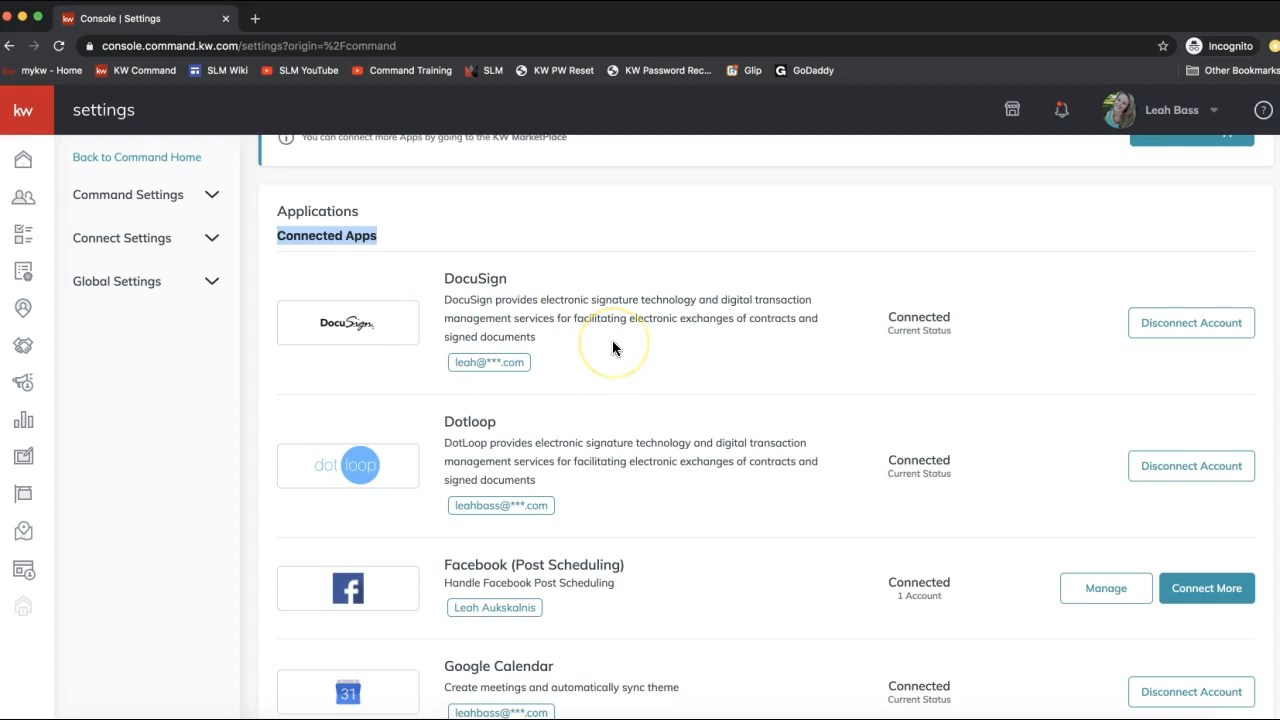 kw Console | Settings
console.command.kw.com/settings?origin=%2Fcommand
Incognito
mykw - Home
KW Command
SLM Wiki
SLM YouTube
Command Training
SLM
KW PW Reset
KW Password Rec...
Glip
GoDaddy
Other Bookmarks
kw
settings
Leah Bass
Back to Command Home
Command Settings
Connect Settings
Global Settings
You can connect more Apps by going to the KW MarketPlace
Applications
Connected Apps
DocuSign
DocuSign
DocuSign provides electronic signature technology and digital transaction
management services for facilitating electronic exchanges of contracts and
signed documents
leah@***.com
Connected
Current Status
Disconnect Account
dotloop
Dotloop
DotLoop provides electronic signature technology and digital transaction
management services for facilitating electronic exchanges of contracts and
signed documents
leahbass@***.com
Connected
Current Status
Disconnect Account
Facebook (Post Scheduling)
Handle Facebook Post Scheduling
Leah Aukskalnis
Connected
1 Account
Manage
Connect More
31
Google Calendar
Create meetings and automatically sync theme
leahbass@***.com
Connected
Current Status
Disconnect Account